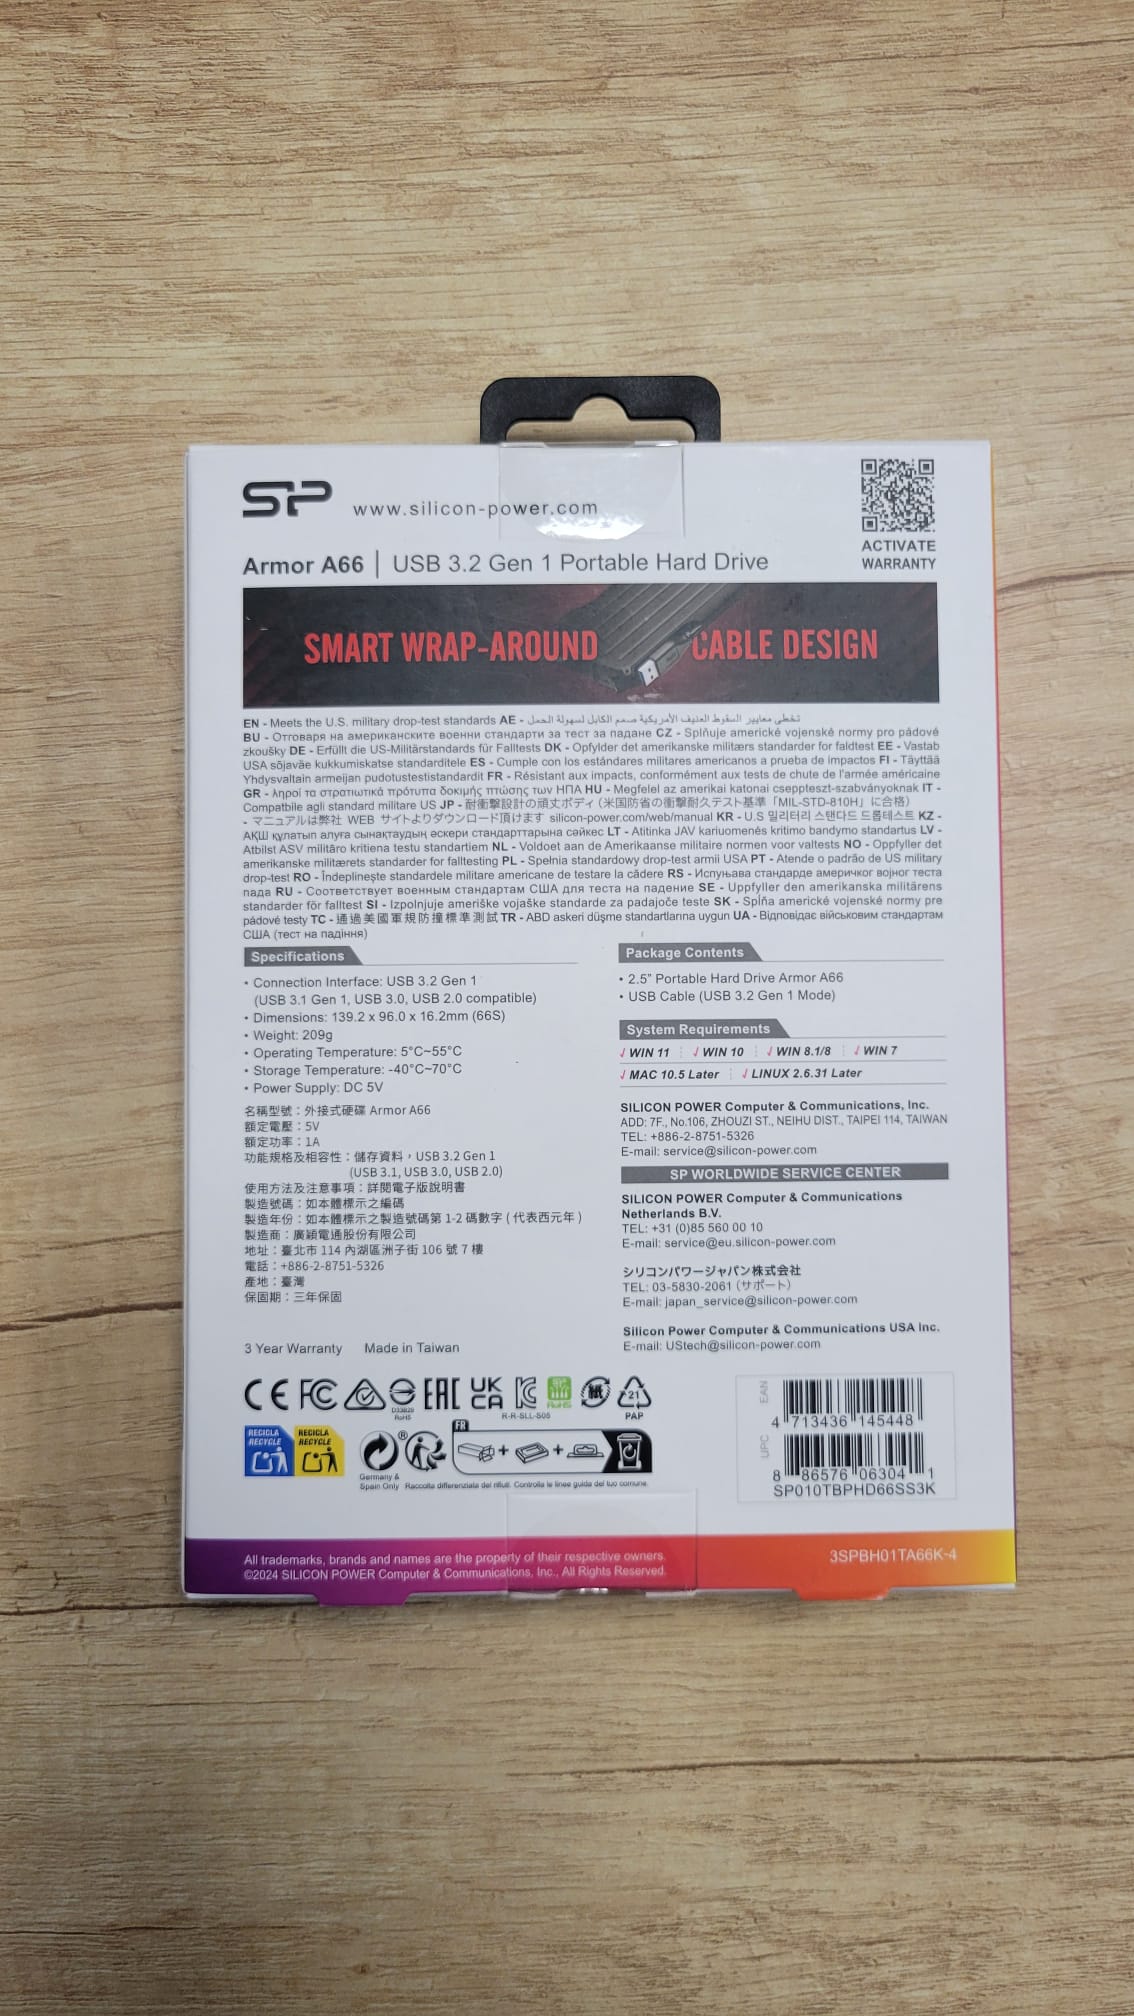 SP www.silicon-power.com
ACTIVATE
WARRANTY
Armor A66 | USB 3.2 Gen 1 Portable Hard Drive
SMART WRAP-AROUND CABLE DESIGN
EN - Meets the U.S. military drop-test standards AE - تخطى معايير السقوط العنيف الأمريكية صمم الكابل لسهولة الحمل
BU - Отговаря на американските военни стандарти за тест за падане CZ - Splňuje americké vojenské normy pro pádové
zkoušky DE - Erfüllt die US-Militärstandards für Falltests DK - Opfylder det amerikanske militærs standarder for faldtest EE - Vastab
USA sõjaväe kukkumiskatse standarditele ES - Cumple con los estándares militares americanos a prueba de impactos FI - Täyttää
Yhdysvaltain armeijan pudotustestistandardit FR - Résistant aux impacts, conformément aux tests de chute de l'armée américaine
GR - Πληροί τα στρατιωτικά πρότυπα δοκιμής πτώσης των ΗΠΑ HU - Megfelel az amerikai katonai cseppteszt-szabványoknak IT -
Compatbile agli standard militare US JP - 耐衝撃設計の頑丈ボディ（米国防省の衝撃耐久テスト基準「MIL-STD-810H」に合格）
- マニュアルは弊社 WEB サイトよりダウンロード頂けます silicon-power.com/web/manual KR - U.S 밀리터리 스탠다드 드롭테스트 KZ -
АҚШ құлатып алуға сынақтаудың әскери стандарттарына сәйкес LT - Atitinka JAV kariuomenės kritimo bandymo standartus LV -
Atbilst ASV militāro kritiena testu standartiem NL - Voldoet aan de Amerikaanse militaire normen voor valtests NO - Oppfyller det
amerikanske militærets standarder for falltesting PL - Spełnia standardowy drop-test armii USA PT - Atende o padrão de US military
drop-test RO - Îndeplinește standardele militare americane de testare la cădere RS - Испуњава стандарде америчког војног теста
пада RU - Соответствует военным стандартам США для теста на падение SE - Uppfyller den amerikanska militärens
standarder för falltest SI - Izpolnjuje ameriške vojaške standarde za padajoče teste SK - Spĺňa americké vojenské normy pre
pádové testy TC - 通過美國軍規防撞標準測試 TR - ABD askeri düşme standartlarına uygun UA - Відповідає військовим стандартам
США (тест на падіння)
Specifications
• Connection Interface: USB 3.2 Gen 1
(USB 3.1 Gen 1, USB 3.0, USB 2.0 compatible)
• Dimensions: 139.2 x 96.0 x 16.2mm (66S)
• Weight: 209g
• Operating Temperature: 5°C~55°C
• Storage Temperature: -40°C~70°C
• Power Supply: DC 5V
名稱型號：外接式硬碟 Armor A66
額定電壓：5V
額定功率：1A
功能規格及相容性：儲存資料，USB 3.2 Gen 1
(USB 3.1, USB 3.0, USB 2.0)
使用方法及注意事項：詳閱電子版說明書
製造號碼：如本體標示之編碼
製造年份：如本體標示之製造號碼第 1-2 碼數字 ( 代表西元年 )
製造商：廣穎電通股份有限公司
地址：臺北市 114 內湖區洲子街 106 號 7 樓
電話：+886-2-8751-5326
產地：臺灣
保固期：三年保固
3 Year Warranty Made in Taiwan
Package Contents
• 2.5" Portable Hard Drive Armor A66
• USB Cable (USB 3.2 Gen 1 Mode)
System Requirements
WIN 11 WIN 10 WIN 8.1/8 WIN 7
MAC 10.5 Later LINUX 2.6.31 Later
SILICON POWER Computer & Communications, Inc.
ADD: 7F., No.106, ZHOUZI ST., NEIHU DIST., TAIPEI 114, TAIWAN
TEL: +886-2-8751-5326
E-mail: service@silicon-power.com
SP WORLDWIDE SERVICE CENTER
SILICON POWER Computer & Communications
Netherlands B.V.
TEL: +31 (0)85 560 00 10
E-mail: service@eu.silicon-power.com
シリコンパワージャパン株式会社
TEL: 03-5830-2061（サポート）
E-mail: japan_service@silicon-power.com
Silicon Power Computer & Communications USA Inc.
E-mail: UStech@silicon-power.com
CE FC EAC UK CA KC RoHS 紙 21
D33B29
RoHS
R-R-SLL-S05
PAP
RECICLA
RECYCLE
RECICLA
RECYCLE
FR
Germany &
Spain Only
Raccolta differenziata dei rifiuti. Controlla le linee guida del tuo comune.
EAN
4 713436 145448
UPC
8 86576 06304 1
SP010TBPHD66SS3K
All trademarks, brands and names are the property of their respective owners.
©2024 SILICON POWER Computer & Communications, Inc., All Rights Reserved.
3SPBH01TA66K-4